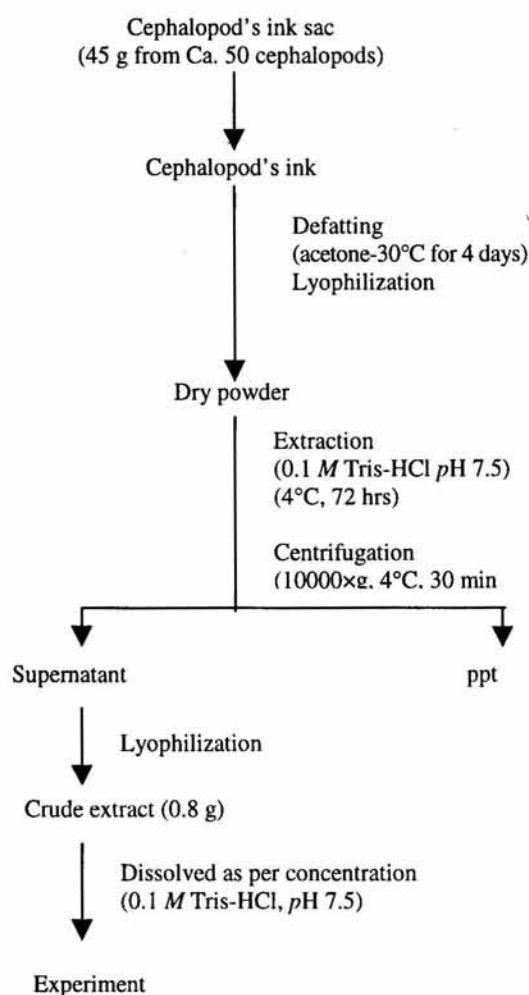 Cephalopod's ink sac
(45 g from Ca. 50 cephalopods)
Cephalopod's ink
Defatting
(acetone-30°C for 4 days)
Lyophilization
Dry powder
Extraction
(0.1 M Tris-HCl pH 7.5)
(4°C, 72 hrs)
Centrifugation
(10000×g, 4°C, 30 min
Supernatant
ppt
Lyophilization
Crude extract (0.8 g)
Dissolved as per concentration
(0.1 M Tris-HCl, pH 7.5)
Experiment